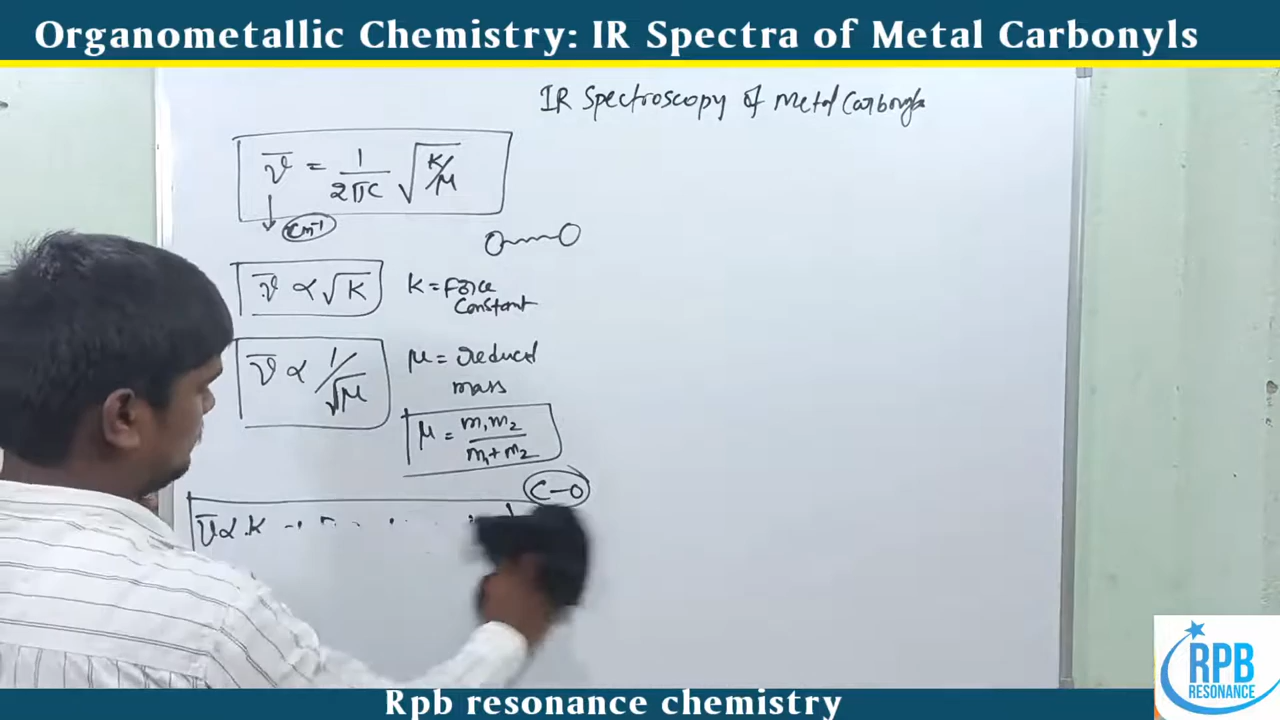 Organometallic Chemistry: IR Spectra of Metal Carbonyls
IR Spectroscopy of Metal Carbonyls
ν̅ = 1/2πc √K/μ
cm⁻¹
ν̅ ∝ √K
K = Force
Constant
ν̅ ∝ 1/√μ
μ = reduced
mass
μ = m₁m₂/m₁+m₂
C–O
ν̅ ∝ K
Rpb resonance chemistry
RPB
RESONANCE